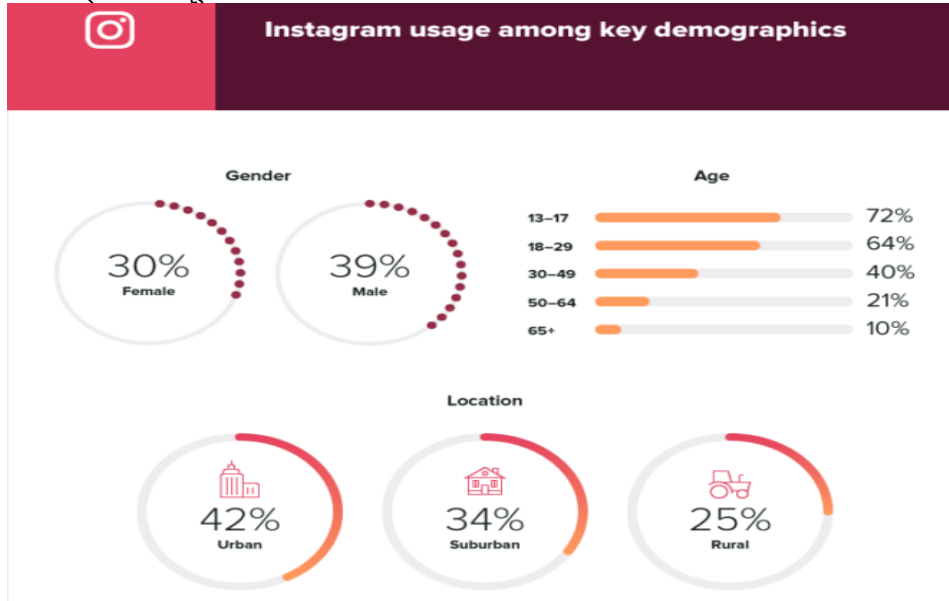 Instagram usage among key demographics
Gender
30%
Female
39%
Male
Age
13–17 72%
18–29 64%
30–49 40%
50–64 21%
65+ 10%
Location
42%
Urban
34%
Suburban
25%
Rural